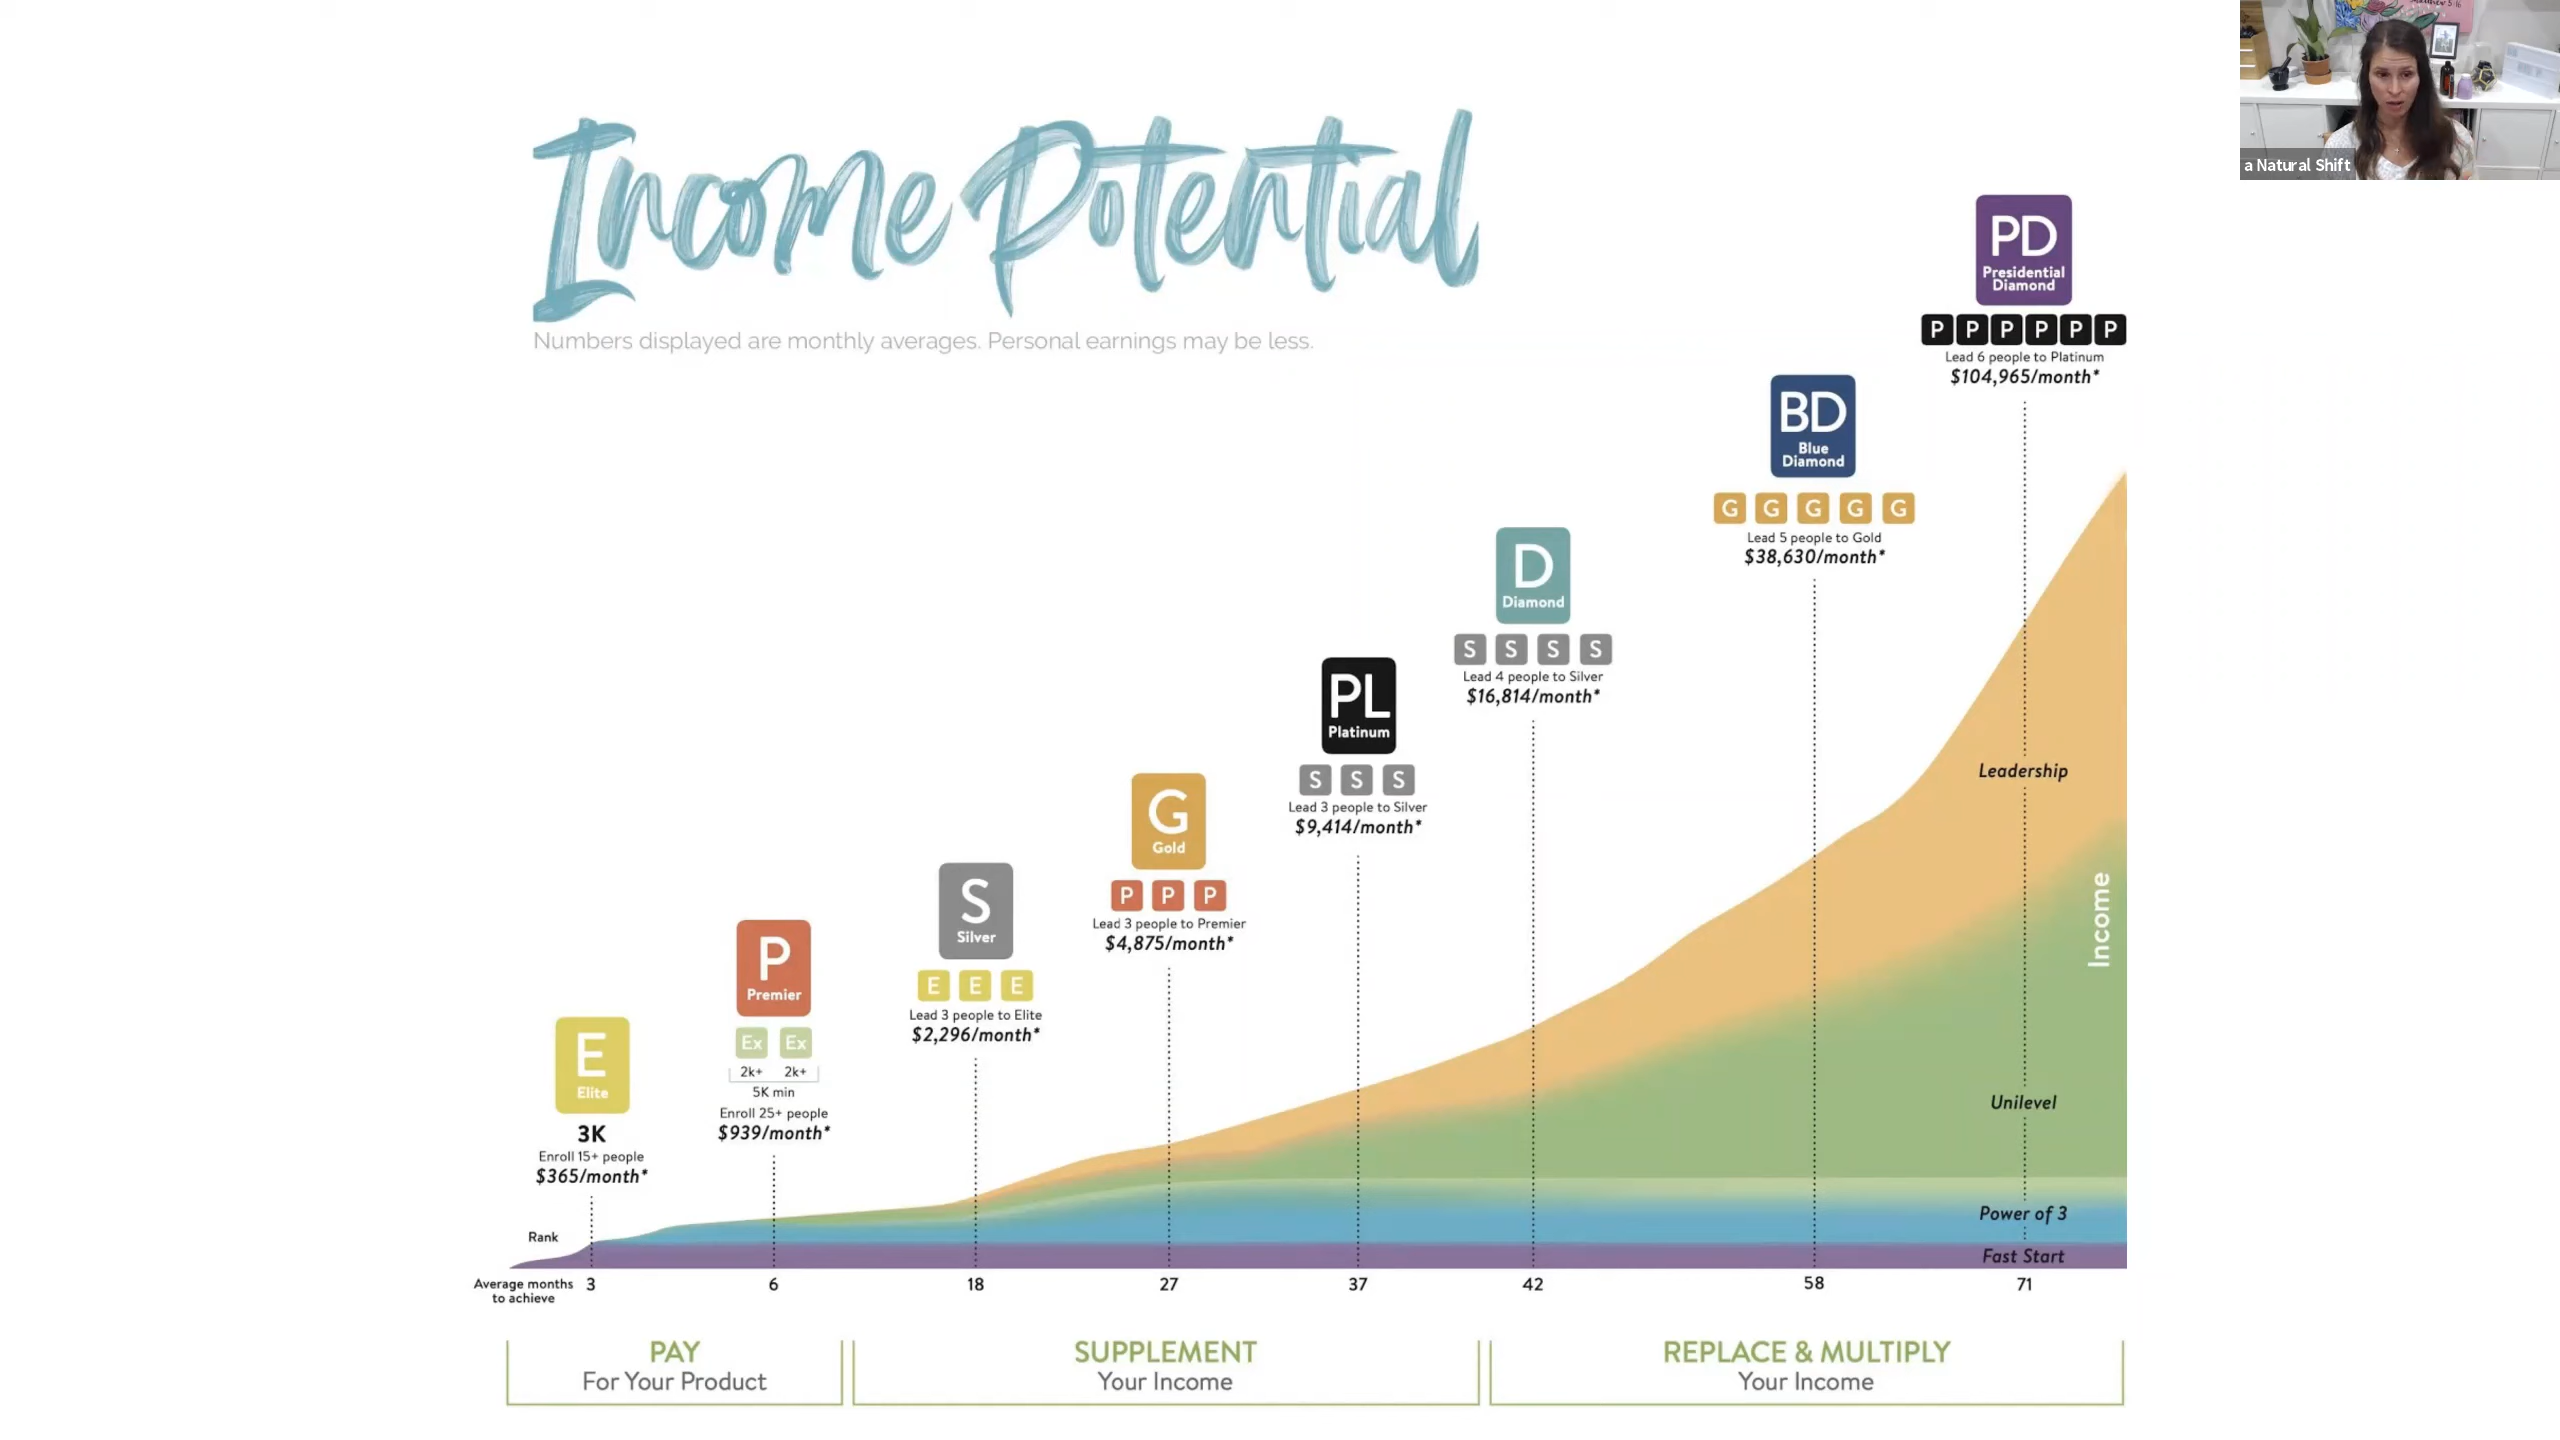 Matthew 5:16
a Natural Shift
Income Potential
Numbers displayed are monthly averages. Personal earnings may be less.
PD
Presidential
Diamond
P P P P P P
Lead 6 people to Platinum
$104,965/month*
BD
Blue
Diamond
G G G G G
Lead 5 people to Gold
$38,630/month*
D
Diamond
S S S S
Lead 4 people to Silver
$16,814/month*
PL
Platinum
S S S
Lead 3 people to Silver
$9,414/month*
G
Gold
P P P
Lead 3 people to Premier
$4,875/month*
S
Silver
E E E
Lead 3 people to Elite
$2,296/month*
P
Premier
Ex Ex
2k+ 2k+
5K min
Enroll 25+ people
$939/month*
E
Elite
3K
Enroll 15+ people
$365/month*
Leadership
Income
Unilevel
Power of 3
Fast Start
Rank
Average months
to achieve
3 6 18 27 37 42 58 71
PAY
For Your Product
SUPPLEMENT
Your Income
REPLACE & MULTIPLY
Your Income